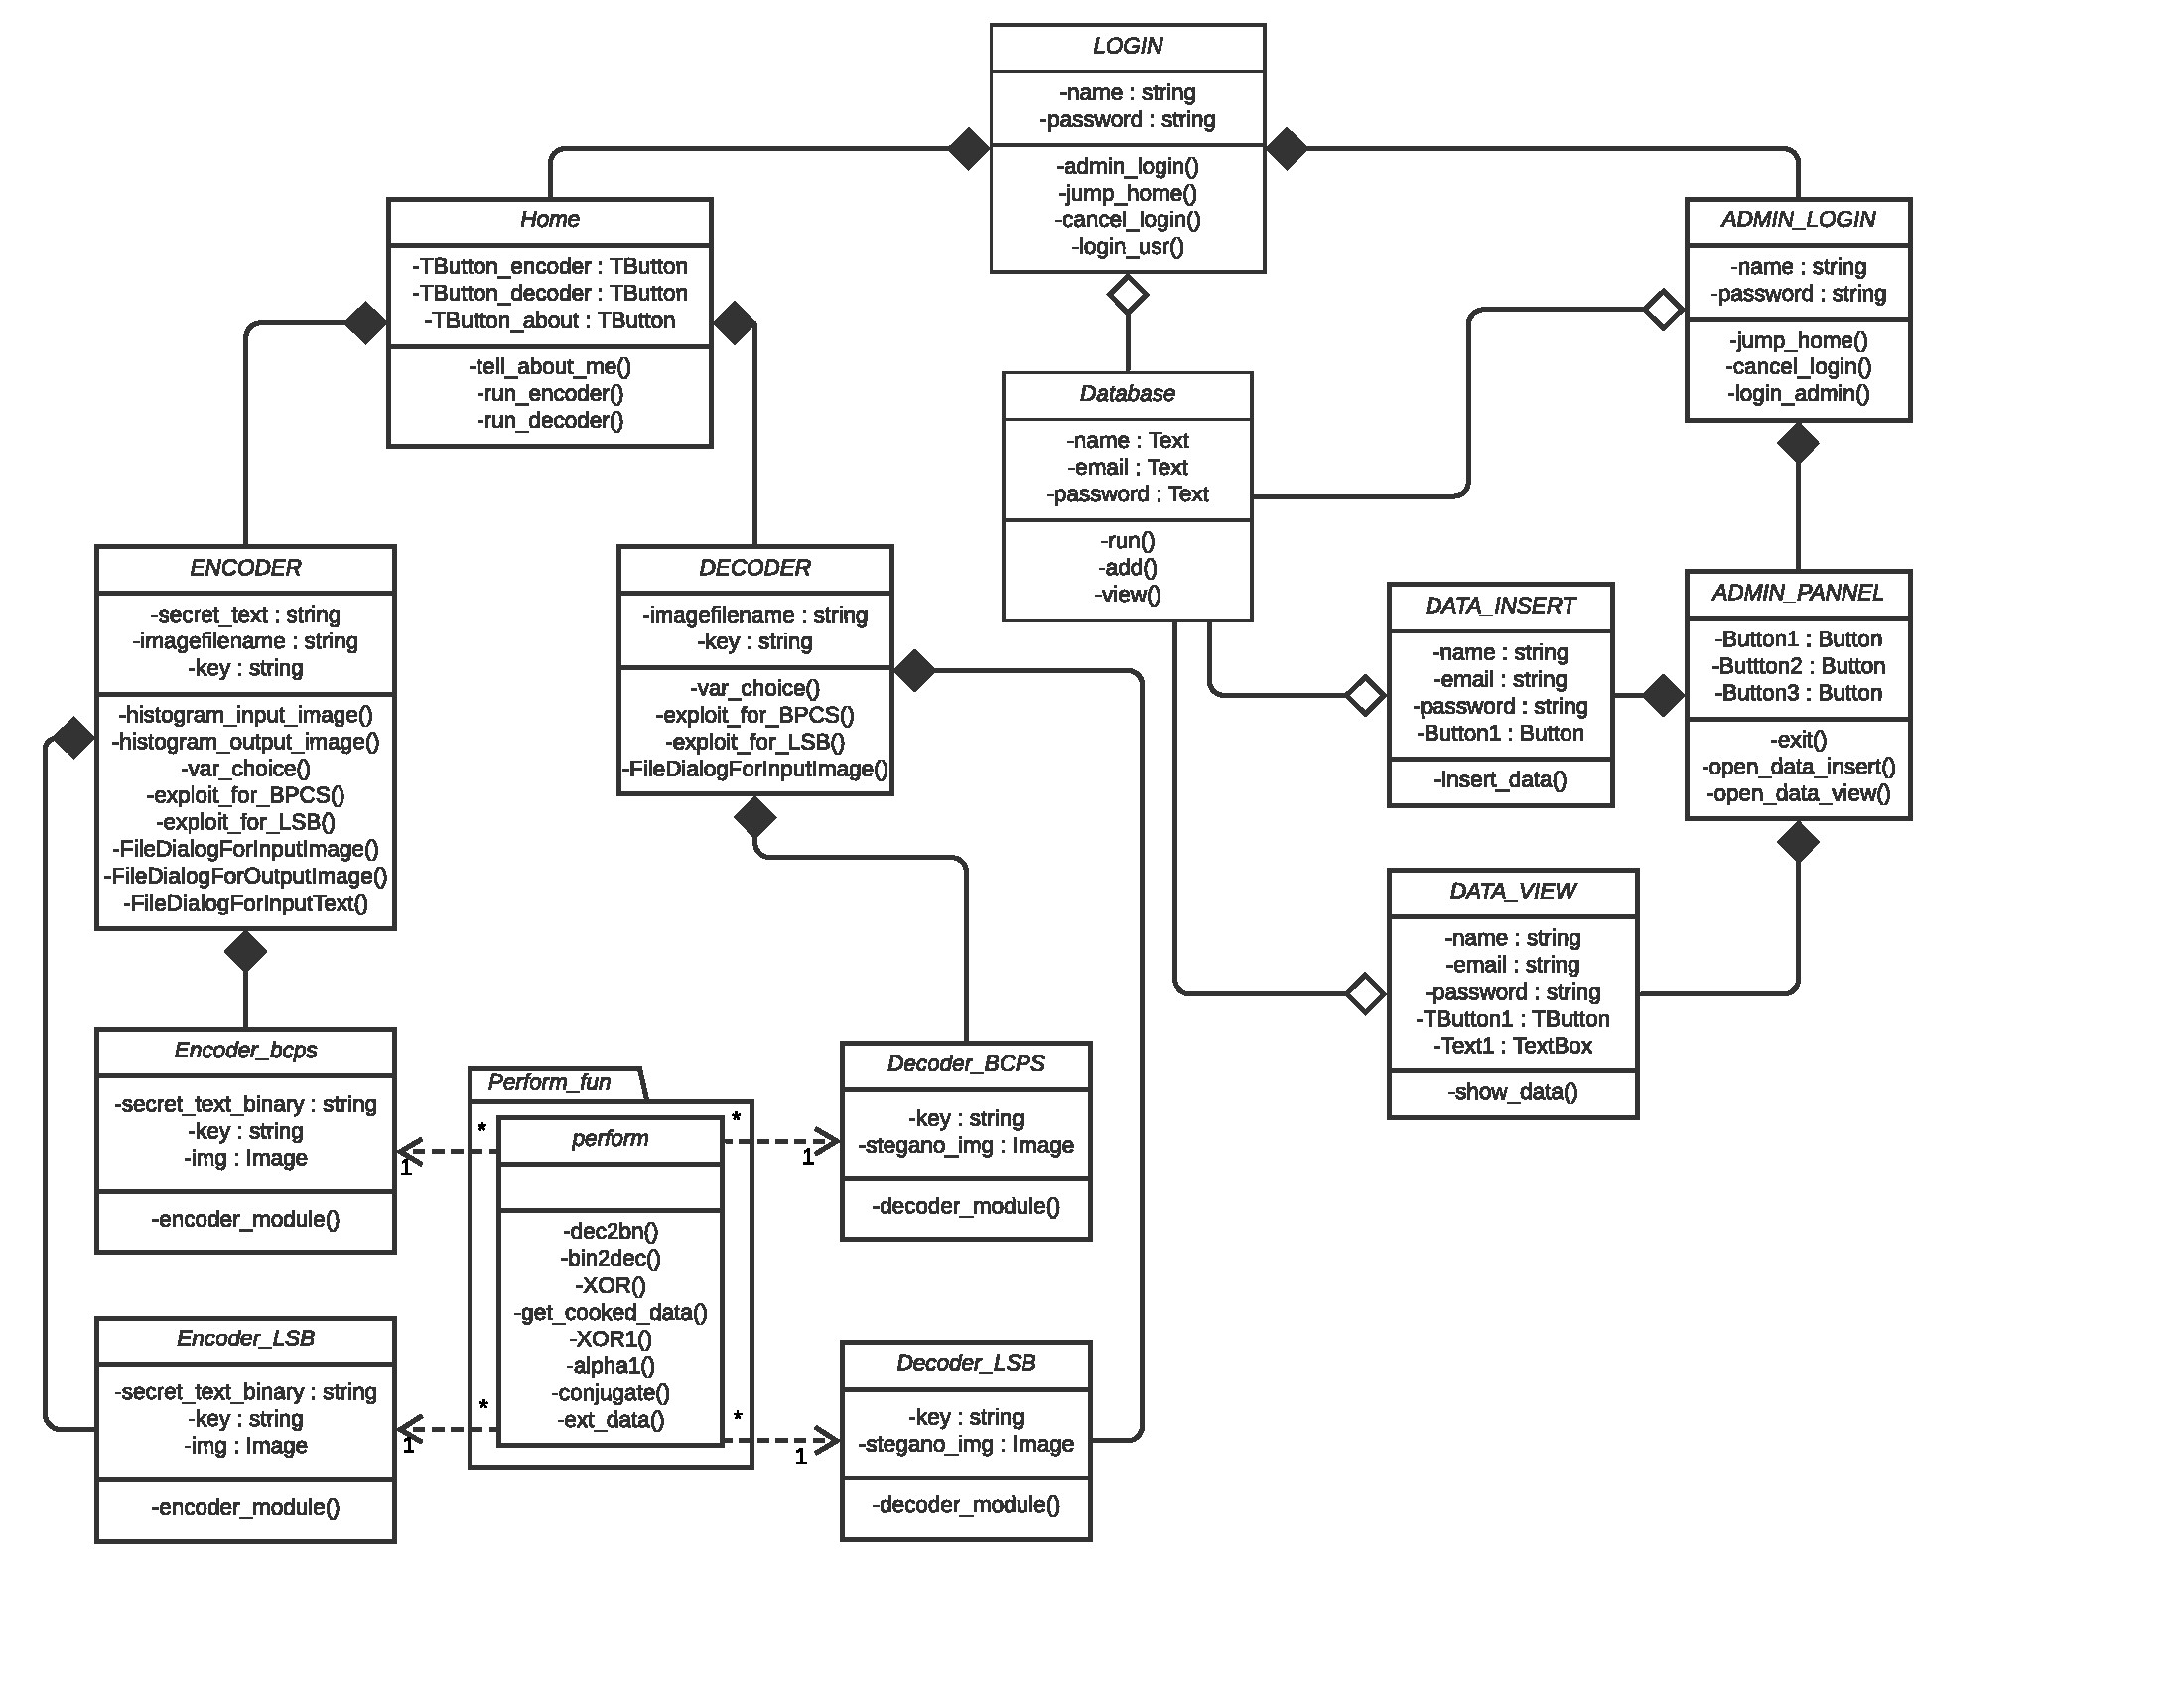 LOGIN
-name : string
-password : string
-admin_login()
-jump_home()
-cancel_login()
-login_usr()
Home
-TButton_encoder : TButton
-TButton_decoder : TButton
-TButton_about : TButton
-tell_about_me()
-run_encoder()
-run_decoder()
ADMIN_LOGIN
-name : string
-password : string
-jump_home()
-cancel_login()
-login_admin()
Database
-name : Text
-email : Text
-password : Text
-run()
-add()
-view()
ENCODER
-secret_text : string
-imagefilename : string
-key : string
-histogram_input_image()
-histogram_output_image()
-var_choice()
-exploit_for_BPCS()
-exploit_for_LSB()
-FileDialogForInputImage()
-FileDialogForOutputImage()
-FileDialogForInputText()
DECODER
-imagefilename : string
-key : string
-var_choice()
-exploit_for_BPCS()
-exploit_for_LSB()
-FileDialogForInputImage()
DATA_INSERT
-name : string
-email : string
-password : string
-Button1 : Button
-insert_data()
ADMIN_PANNEL
-Button1 : Button
-Buttton2 : Button
-Button3 : Button
-exit()
-open_data_insert()
-open_data_view()
DATA_VIEW
-name : string
-email : string
-password : string
-TButton1 : TButton
-Text1 : TextBox
-show_data()
Encoder_bcps
-secret_text_binary : string
-key : string
-img : Image
-encoder_module()
Perform_fun
perform
-dec2bn()
-bin2dec()
-XOR()
-get_cooked_data()
-XOR1()
-alpha1()
-conjugate()
-ext_data()
*
1
*
1
*
1
*
1
Decoder_BCPS
-key : string
-stegano_img : Image
-decoder_module()
Encoder_LSB
-secret_text_binary : string
-key : string
-img : Image
-encoder_module()
Decoder_LSB
-key : string
-stegano_img : Image
-decoder_module()